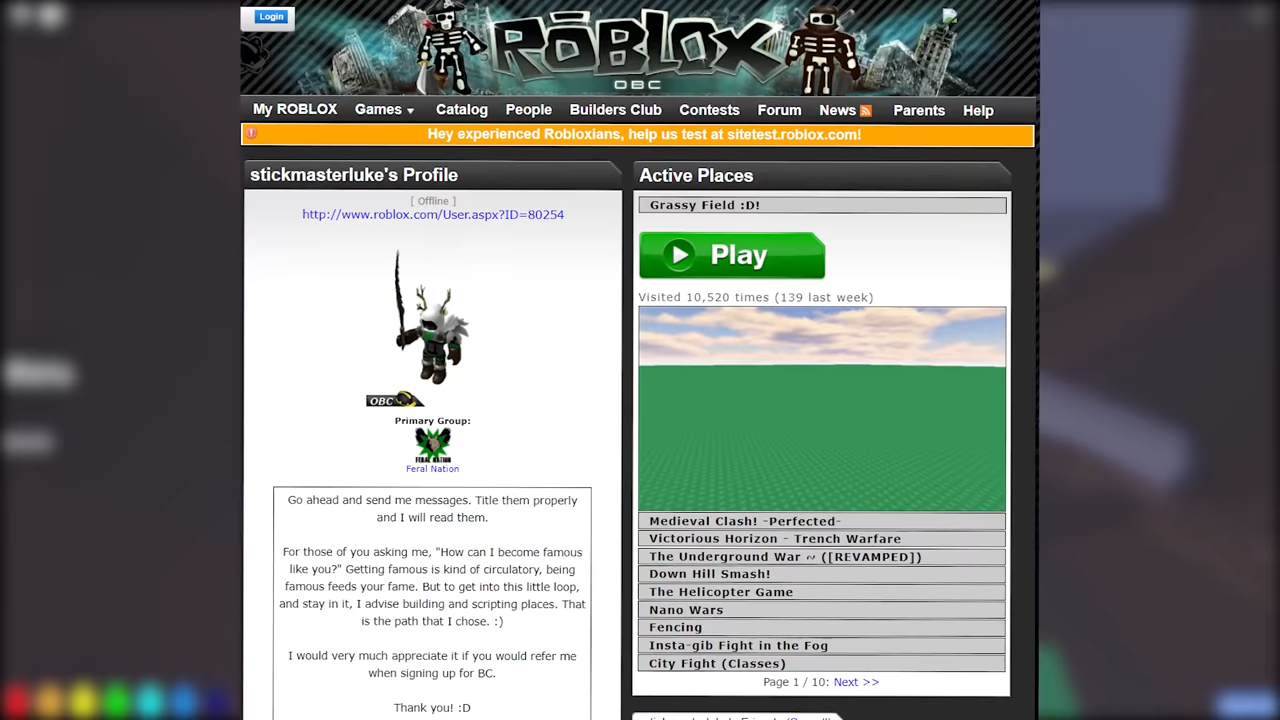 Login
ROBLOX
OBC
My ROBLOX Games Catalog People Builders Club Contests Forum News Parents Help
Hey experienced Robloxians, help us test at sitetest.roblox.com!
stickmasterluke's Profile
[ Offline ]
http://www.roblox.com/User.aspx?ID=80254
OBC
Primary Group:
FERAL NATION
Feral Nation
Go ahead and send me messages. Title them properly
and I will read them.
For those of you asking me, "How can I become famous
like you?" Getting famous is kind of circulatory, being
famous feeds your fame. But to get into this little loop,
and stay in it, I advise building and scripting places. That
is the path that I chose. :)
I would very much appreciate it if you would refer me
when signing up for BC.
Thank you! :D
Active Places
Grassy Field :D!
Play
Visited 10,520 times (139 last week)
Medieval Clash! -Perfected-
Victorious Horizon - Trench Warfare
The Underground War ~ ([REVAMPED])
Down Hill Smash!
The Helicopter Game
Nano Wars
Fencing
Insta-gib Fight in the Fog
City Fight (Classes)
Page 1 / 10: Next >>